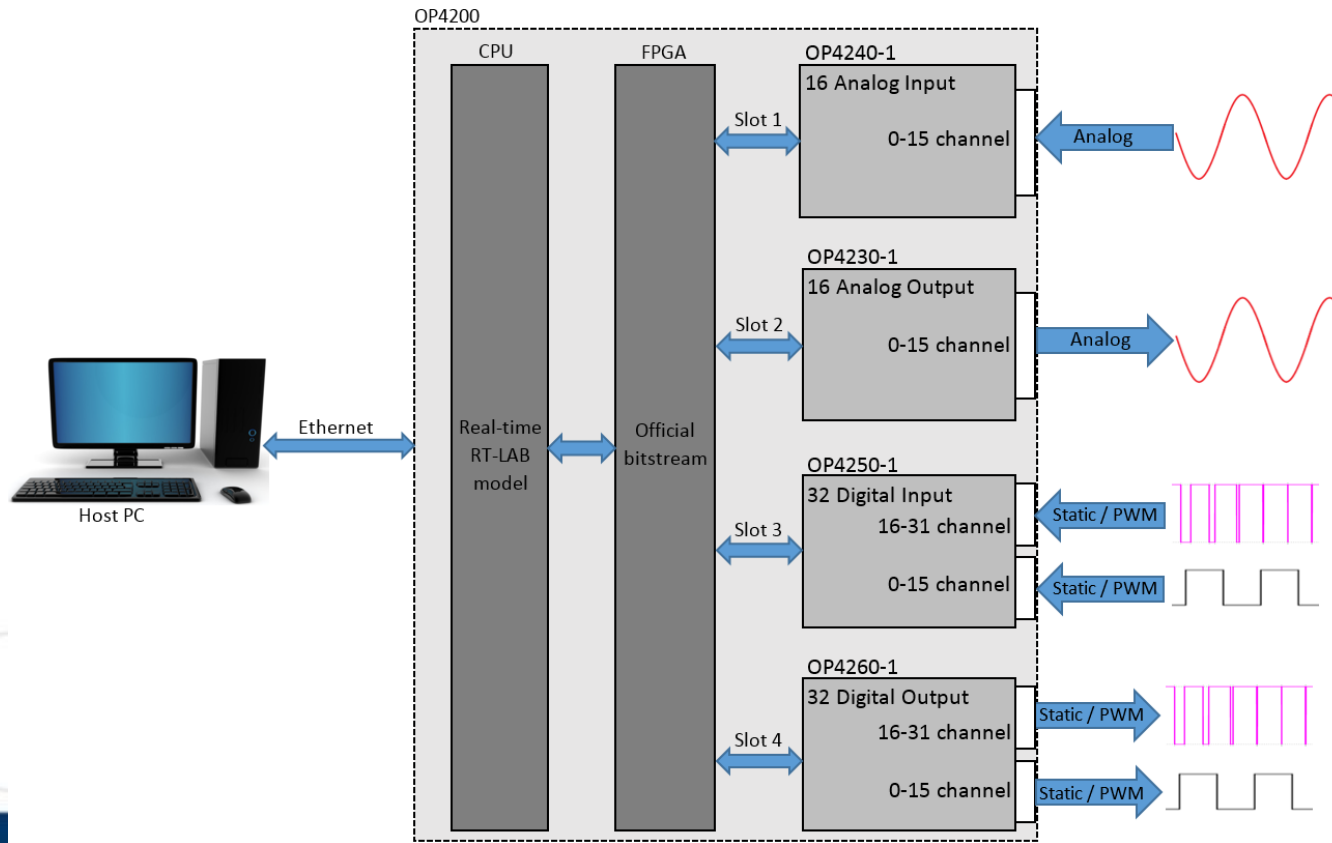 OP4200
CPU
FPGA
OP4240-1
16 Analog Input
Slot 1
0-15 channel
Analog
OP4230-1
16 Analog Output
Slot 2
0-15 channel
Analog
Ethernet
Host PC
Real-time
RT-LAB
model
Official
bitstream
OP4250-1
32 Digital Input
16-31 channel
Static / PWM
Slot 3
0-15 channel
Static / PWM
OP4260-1
32 Digital Output
16-31 channel
Static / PWM
Slot 4
0-15 channel
Static / PWM